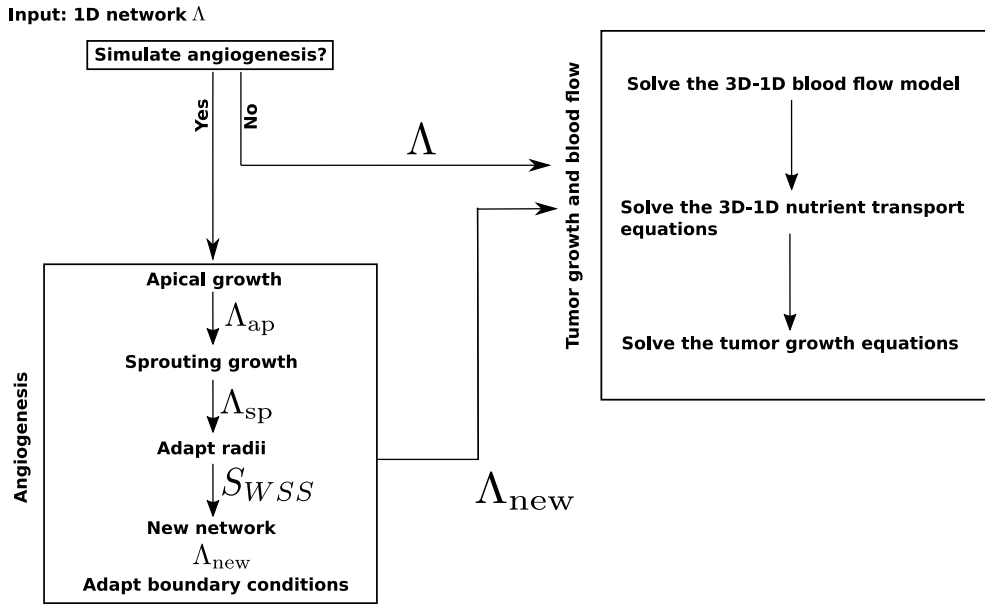 Input: 1D network Λ
Simulate angiogenesis?
Yes
No
Λ
Apical growth
Λap
Sprouting growth
Λsp
Adapt radii
SWSS
New network
Λnew
Adapt boundary conditions
Angiogenesis
Λnew
Tumor growth and blood flow
Solve the 3D-1D blood flow model
Solve the 3D-1D nutrient transport
equations
Solve the tumor growth equations